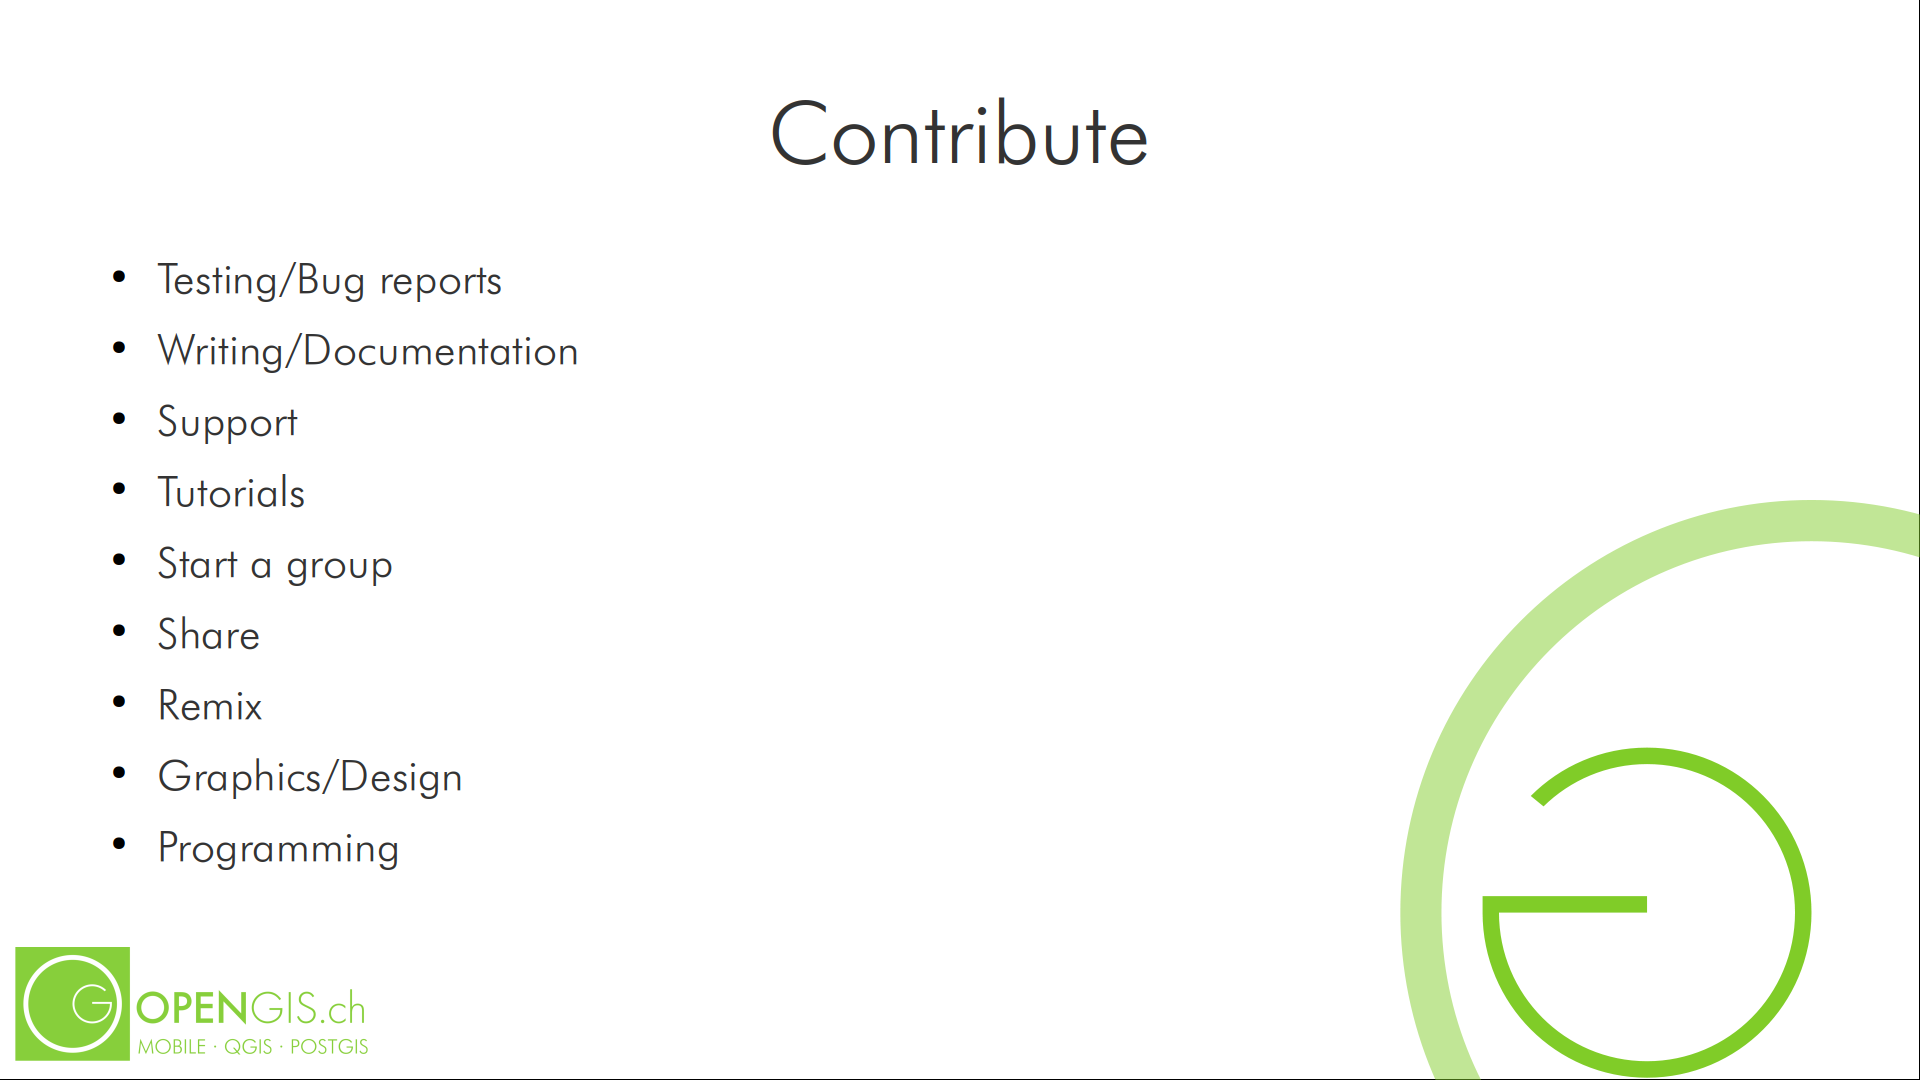 Contribute
• Testing/Bug reports
• Writing/Documentation
• Support
• Tutorials
• Start a group
• Share
• Remix
• Graphics/Design
• Programming
OPENGIS.ch
MOBILE · QGIS · POSTGIS